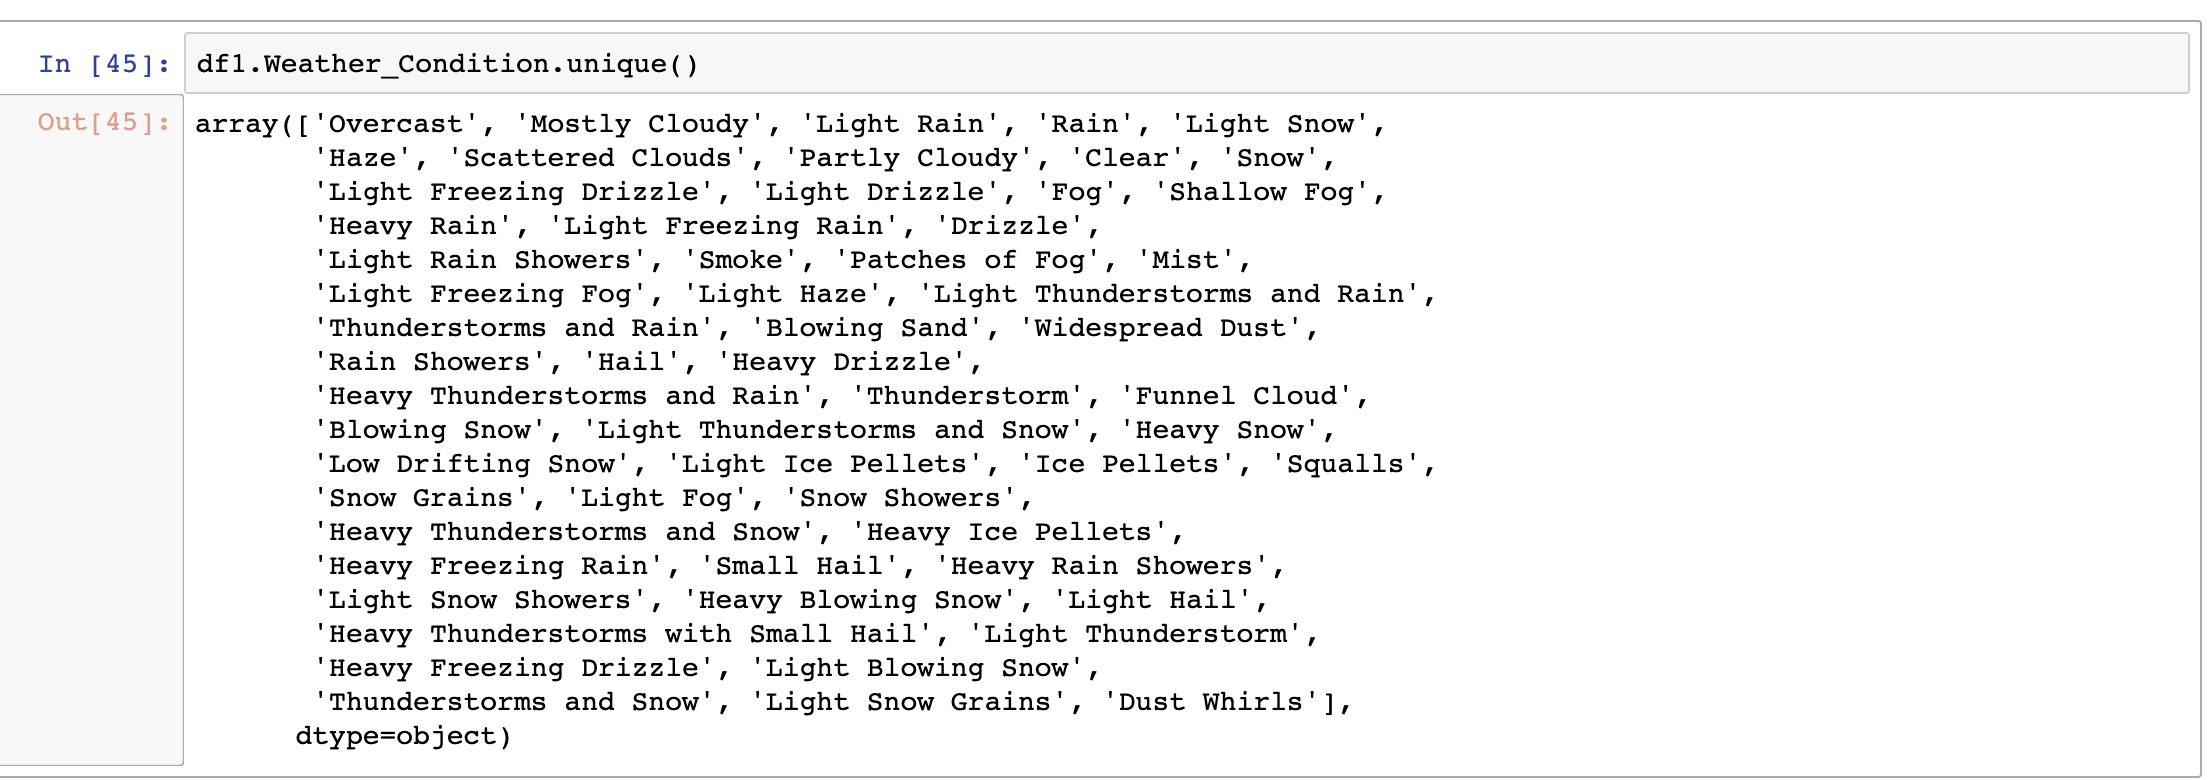 In [45]: df1.Weather_Condition.unique()
Out[45]: array(['Overcast', 'Mostly Cloudy', 'Light Rain', 'Rain', 'Light Snow',
'Haze', 'Scattered Clouds', 'Partly Cloudy', 'Clear', 'Snow',
'Light Freezing Drizzle', 'Light Drizzle', 'Fog', 'Shallow Fog',
'Heavy Rain', 'Light Freezing Rain', 'Drizzle',
'Light Rain Showers', 'Smoke', 'Patches of Fog', 'Mist',
'Light Freezing Fog', 'Light Haze', 'Light Thunderstorms and Rain',
'Thunderstorms and Rain', 'Blowing Sand', 'Widespread Dust',
'Rain Showers', 'Hail', 'Heavy Drizzle',
'Heavy Thunderstorms and Rain', 'Thunderstorm', 'Funnel Cloud',
'Blowing Snow', 'Light Thunderstorms and Snow', 'Heavy Snow',
'Low Drifting Snow', 'Light Ice Pellets', 'Ice Pellets', 'Squalls',
'Snow Grains', 'Light Fog', 'Snow Showers',
'Heavy Thunderstorms and Snow', 'Heavy Ice Pellets',
'Heavy Freezing Rain', 'Small Hail', 'Heavy Rain Showers',
'Light Snow Showers', 'Heavy Blowing Snow', 'Light Hail',
'Heavy Thunderstorms with Small Hail', 'Light Thunderstorm',
'Heavy Freezing Drizzle', 'Light Blowing Snow',
'Thunderstorms and Snow', 'Light Snow Grains', 'Dust Whirls'],
dtype=object)